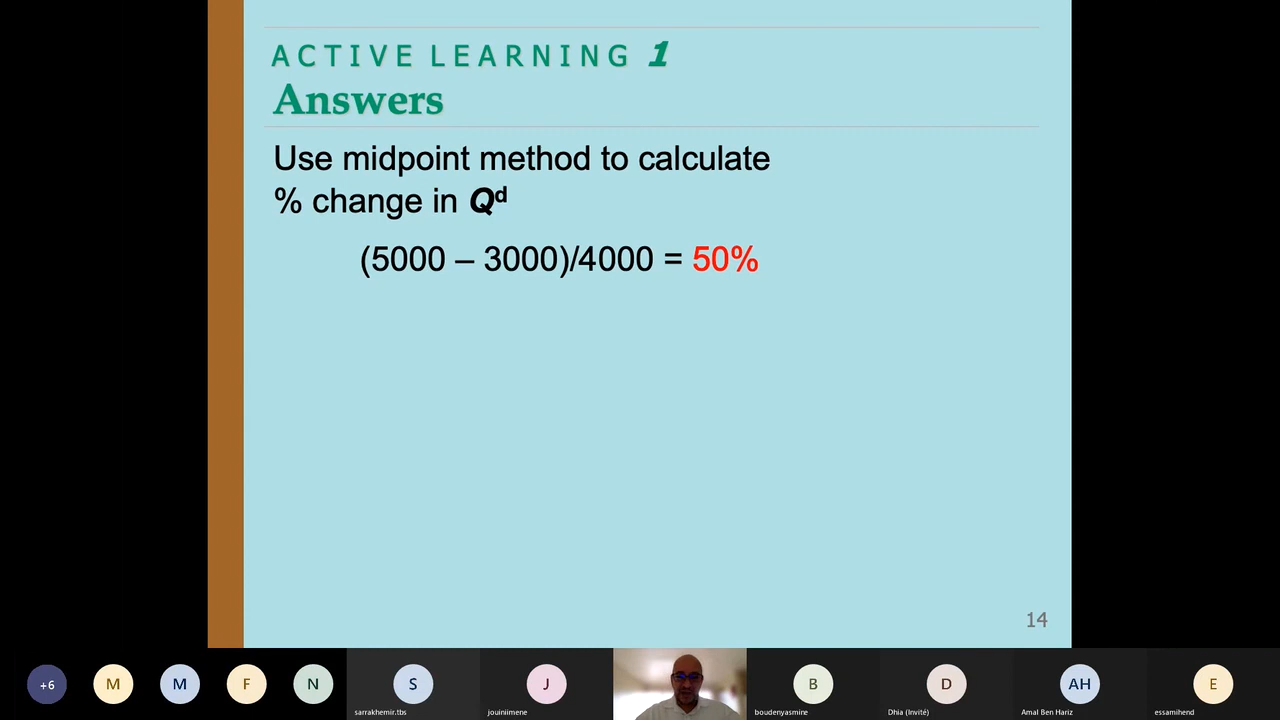 ACTIVE LEARNING 1
Answers
Use midpoint method to calculate
% change in Qᵈ
(5000 – 3000)/4000 = 50%
14
+6
M
M
F
N
S
J
B
D
AH
E
sarrakhemir.tbs
jouiniimene
boudenyasmine
Dhia (Invité)
Amal Ben Hariz
essamihend